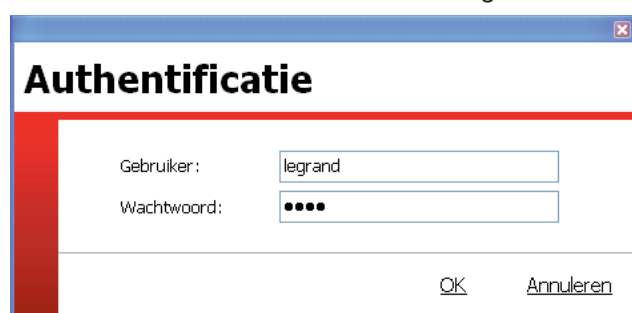 Authentificatie
Gebruiker: legrand
Wachtwoord: ●●●●
OK Annuleren